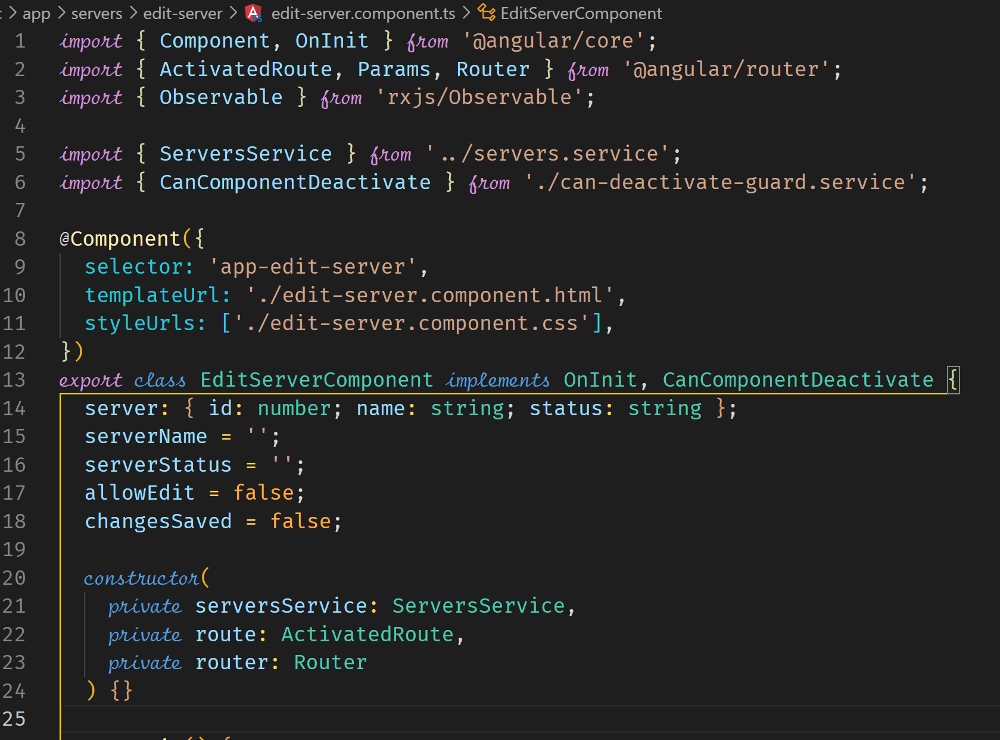 app > servers > edit-server > edit-server.component.ts > EditServerComponent
1 import { Component, OnInit } from '@angular/core';
2 import { ActivatedRoute, Params, Router } from '@angular/router';
3 import { Observable } from 'rxjs/Observable';
4
5 import { ServersService } from '../servers.service';
6 import { CanComponentDeactivate } from './can-deactivate-guard.service';
7
8 @Component({
9   selector: 'app-edit-server',
10   templateUrl: './edit-server.component.html',
11   styleUrls: ['./edit-server.component.css'],
12 })
13 export class EditServerComponent implements OnInit, CanComponentDeactivate {
14   server: { id: number; name: string; status: string };
15   serverName = '';
16   serverStatus = '';
17   allowEdit = false;
18   changesSaved = false;
19
20   constructor(
21     private serversService: ServersService,
22     private route: ActivatedRoute,
23     private router: Router
24   ) {}
25